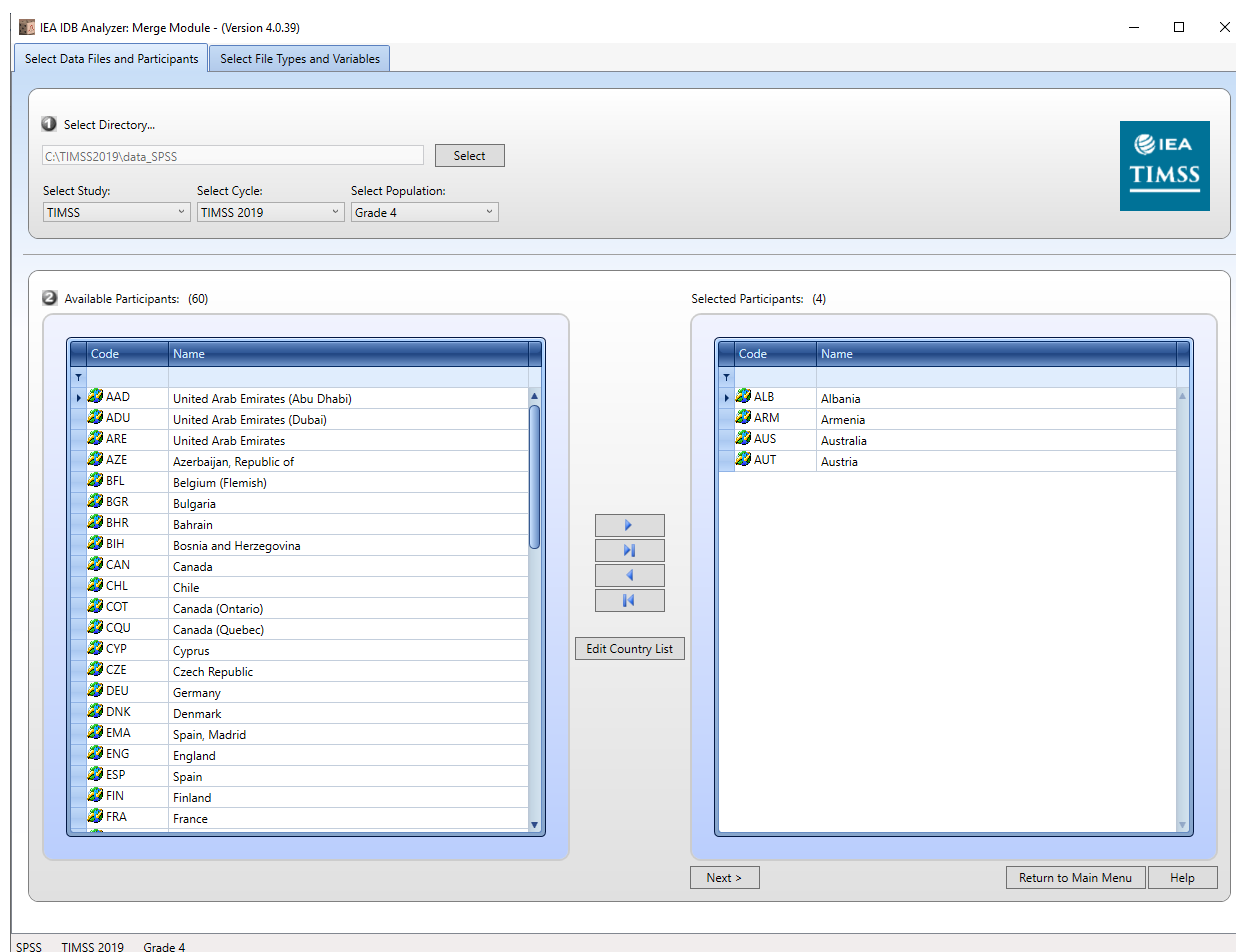 IEA IDB Analyzer: Merge Module - (Version 4.0.39)
Select Data Files and Participants Select File Types and Variables
1 Select Directory...
C:\TIMSS2019\data_SPSS Select
Select Study: Select Cycle: Select Population:
TIMSS TIMSS 2019 Grade 4
IEA
TIMSS
2 Available Participants: (60)
Code Name
AAD United Arab Emirates (Abu Dhabi)
ADU United Arab Emirates (Dubai)
ARE United Arab Emirates
AZE Azerbaijan, Republic of
BFL Belgium (Flemish)
BGR Bulgaria
BHR Bahrain
BIH Bosnia and Herzegovina
CAN Canada
CHL Chile
COT Canada (Ontario)
CQU Canada (Quebec)
CYP Cyprus
CZE Czech Republic
DEU Germany
DNK Denmark
EMA Spain, Madrid
ENG England
ESP Spain
FIN Finland
FRA France
Edit Country List
Selected Participants: (4)
Code Name
ALB Albania
ARM Armenia
AUS Australia
AUT Austria
Next > Return to Main Menu Help
SPSS TIMSS 2019 Grade 4